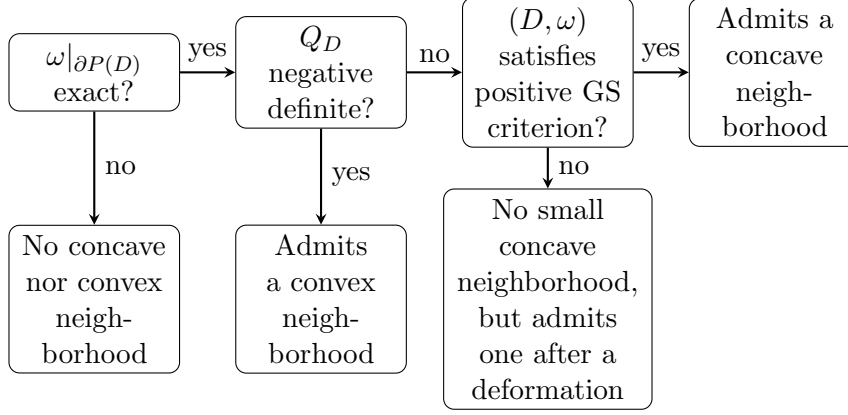 ω|∂P(D)
exact?
yes
Q_D
negative
definite?
no
(D, ω)
satisfies
positive GS
criterion?
yes
Admits a
concave
neigh-
borhood
no
yes
no
No concave
nor convex
neigh-
borhood
Admits
a convex
neigh-
borhood
No small
concave
neighborhood,
but admits
one after a
deformation